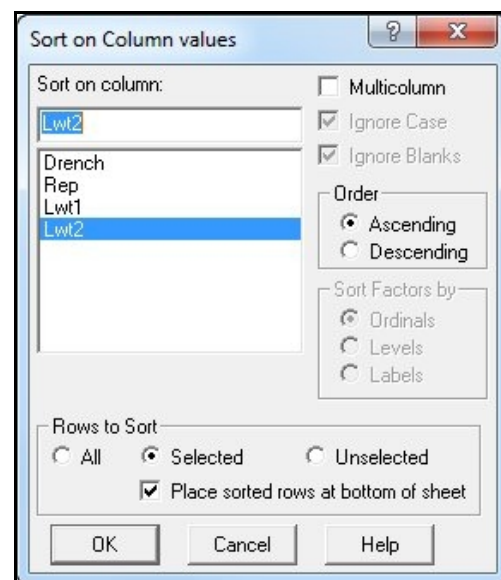 Sort on Column values
Sort on column:
Lwt2
Drench
Rep
Lwt1
Lwt2
Multicolumn
Ignore Case
Ignore Blanks
Order
Ascending
Descending
Sort Factors by
Ordinals
Levels
Labels
Rows to Sort
All Selected Unselected
Place sorted rows at bottom of sheet
OK Cancel Help